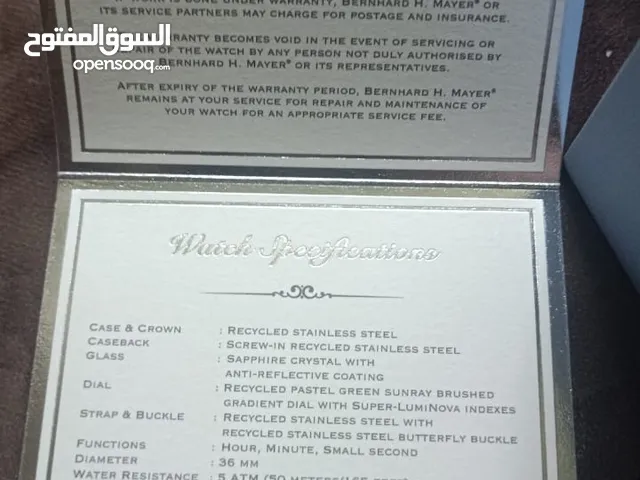 السوق المفتوح
opensooq.com
IF WORK IS DONE UNDER WARRANTY, BERNHARD H. MAYER® OR
ITS SERVICE PARTNERS MAY CHARGE FOR POSTAGE AND INSURANCE.
WARRANTY BECOMES VOID IN THE EVENT OF SERVICING OR
OF THE WATCH BY ANY PERSON NOT DULY AUTHORISED BY
BERNHARD H. MAYER® OR ITS REPRESENTATIVES.
AFTER EXPIRY OF THE WARRANTY PERIOD, BERNHARD H. MAYER®
REMAINS AT YOUR SERVICE FOR REPAIR AND MAINTENANCE OF
YOUR WATCH FOR AN APPROPRIATE SERVICE FEE.
Watch Specifications
CASE & CROWN : RECYCLED STAINLESS STEEL
CASEBACK : SCREW-IN RECYCLED STAINLESS STEEL
GLASS : SAPPHIRE CRYSTAL WITH
ANTI-REFLECTIVE COATING
DIAL : RECYCLED PASTEL GREEN SUNRAY BRUSHED
GRADIENT DIAL WITH SUPER-LUMINOVA INDEXES
STRAP & BUCKLE : RECYCLED STAINLESS STEEL WITH
RECYCLED STAINLESS STEEL BUTTERFLY BUCKLE
FUNCTIONS : HOUR, MINUTE, SMALL SECOND
DIAMETER : 36 MM
WATER RESISTANCE : 5 ATM (50 METERS/165